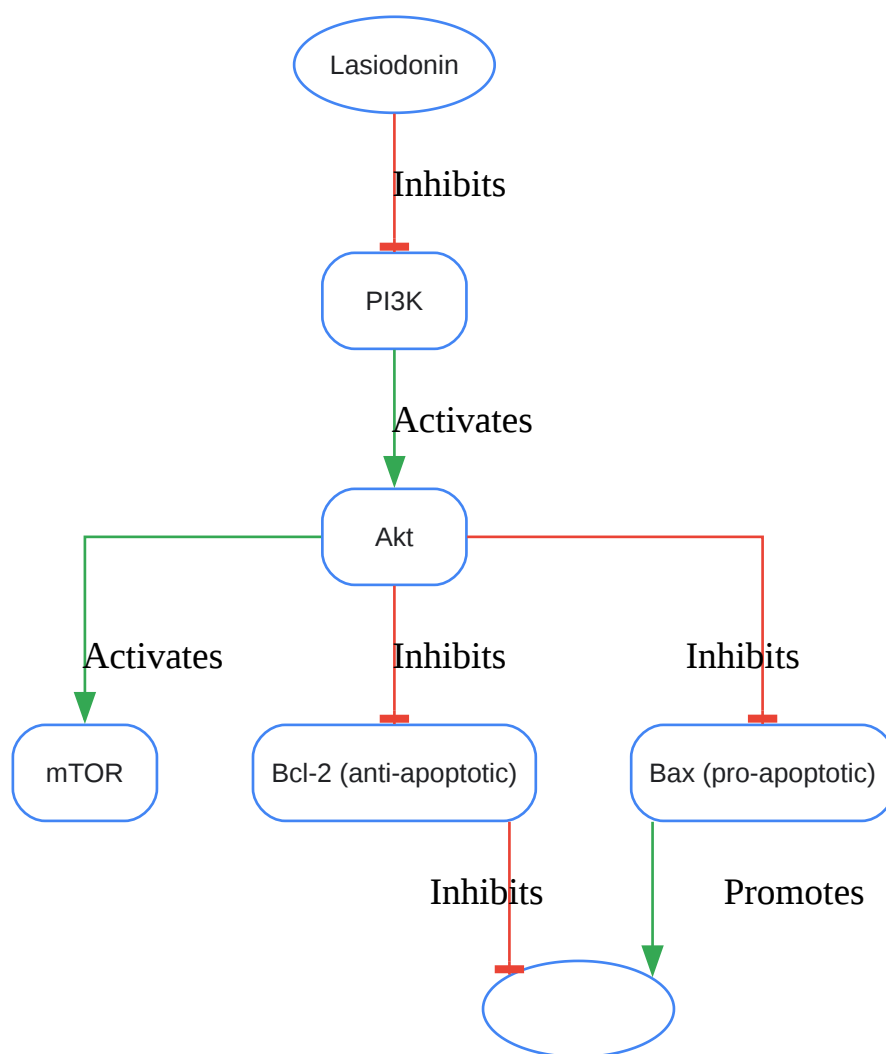 Lasiodonin
Inhibits
PI3K
Activates
Akt
Activates
Inhibits
Inhibits
mTOR
Bcl-2 (anti-apoptotic)
Bax (pro-apoptotic)
Inhibits
Promotes